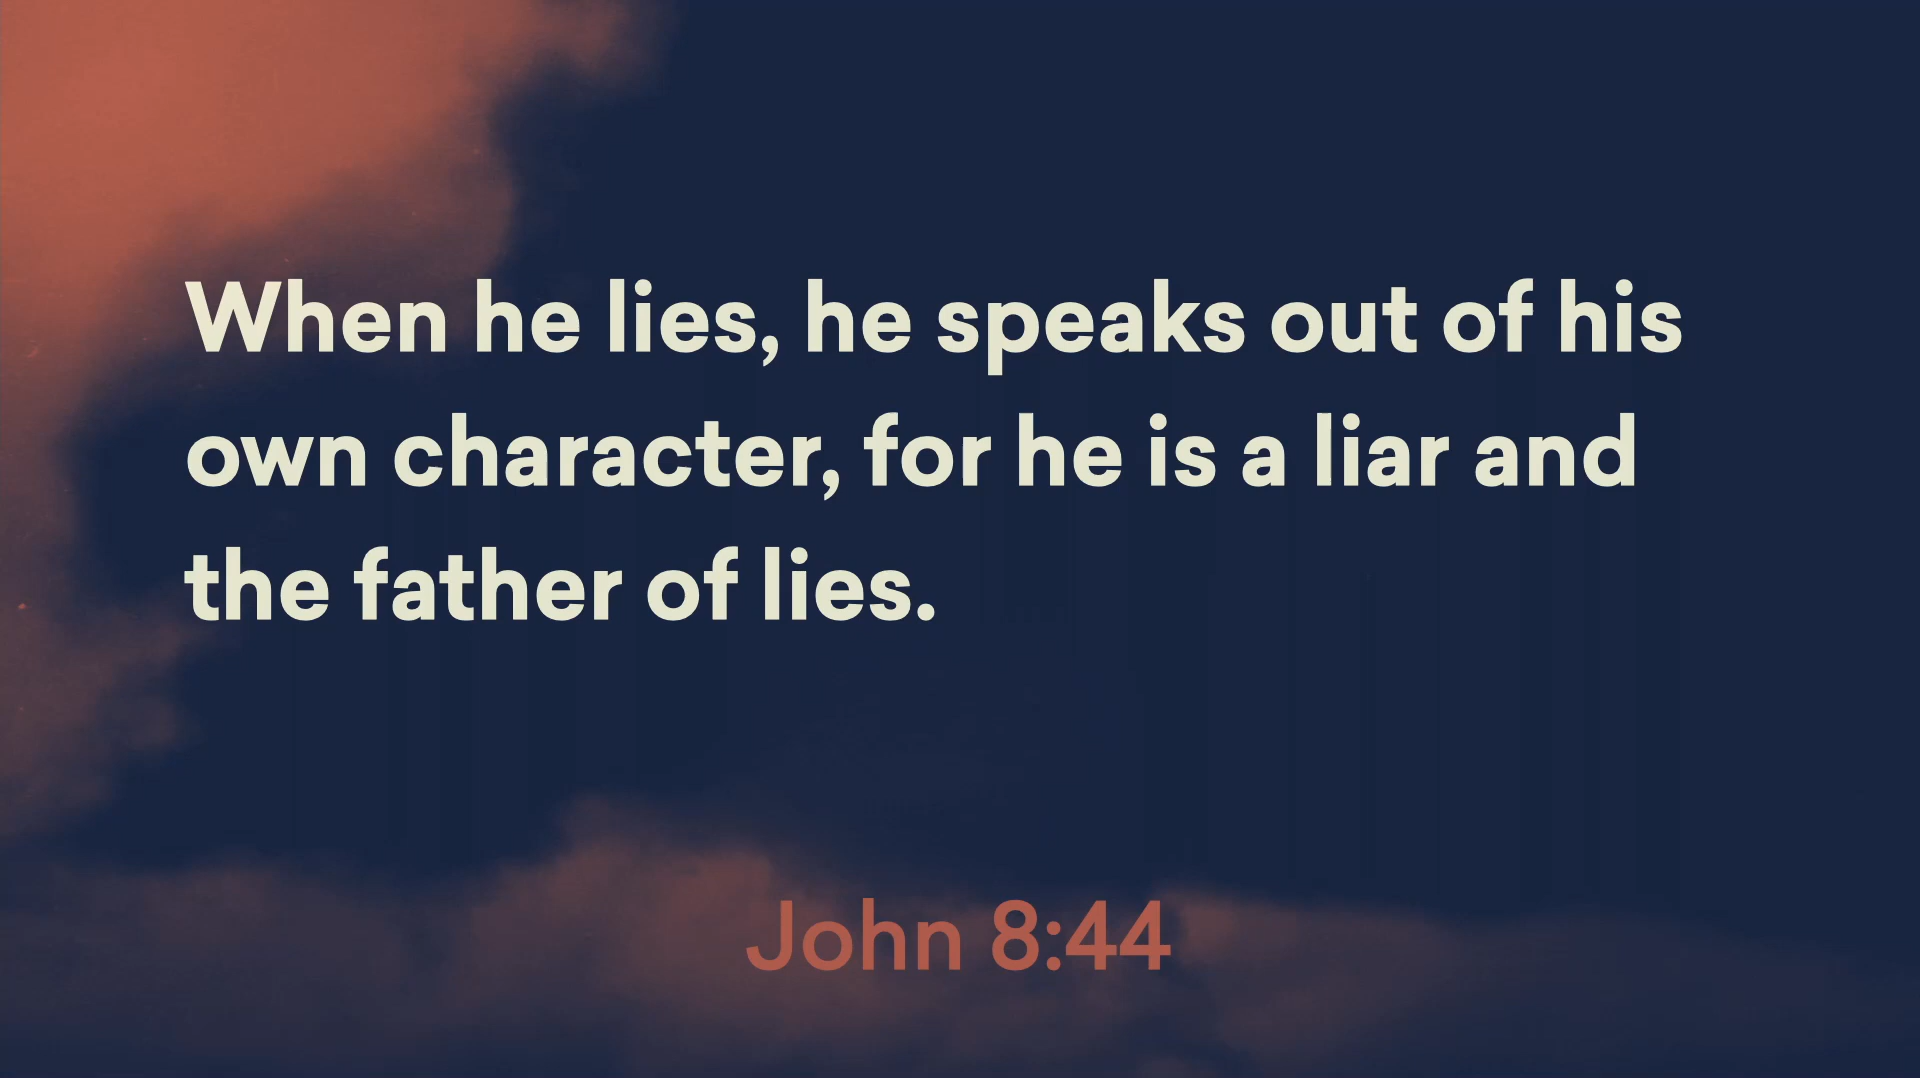 When he lies, he speaks out of his
own character, for he is a liar and
the father of lies.
John 8:44